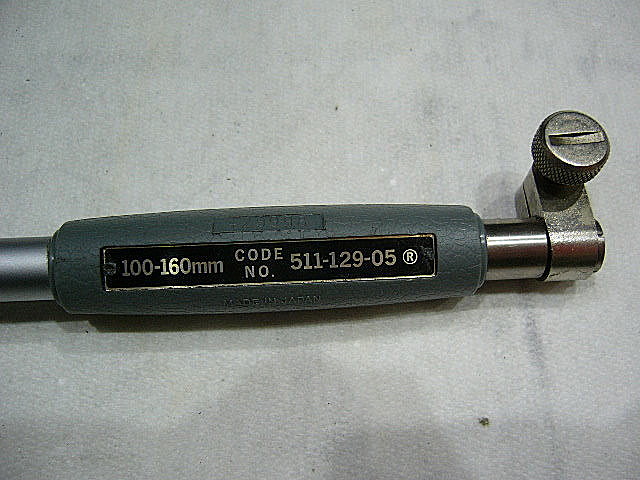 100-160mm CODE NO. 511-129-05 ®
MADE IN JAPAN